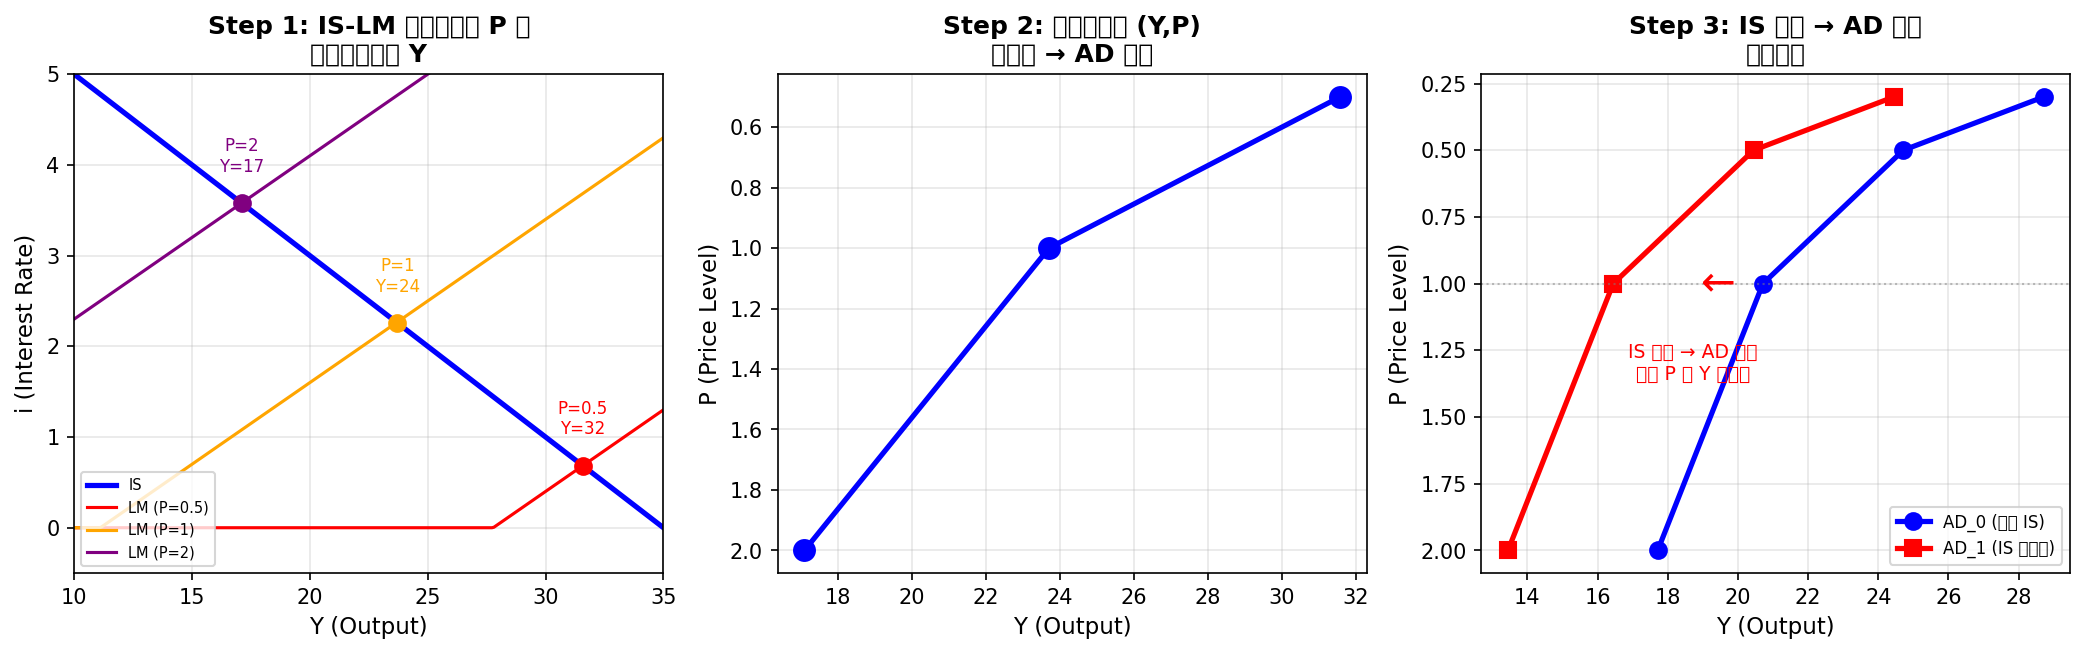 Step 1: IS-LM P
Y
i (Interest Rate)
5
4
3
2
1
0
P=2
Y=17
P=1
Y=24
P=0.5
Y=32
IS
LM (P=0.5)
LM (P=1)
LM (P=2)
10 15 20 25 30 35
Y (Output)
Step 2: (Y,P)
→ AD
P (Price Level)
0.6
0.8
1.0
1.2
1.4
1.6
1.8
2.0
18 20 22 24 26 28 30 32
Y (Output)
Step 3: IS → AD
P (Price Level)
0.25
0.50
0.75
1.00
1.25
1.50
1.75
2.00
←
IS → AD
P Y
AD_0 ( IS)
AD_1 (IS )
14 16 18 20 22 24 26 28
Y (Output)